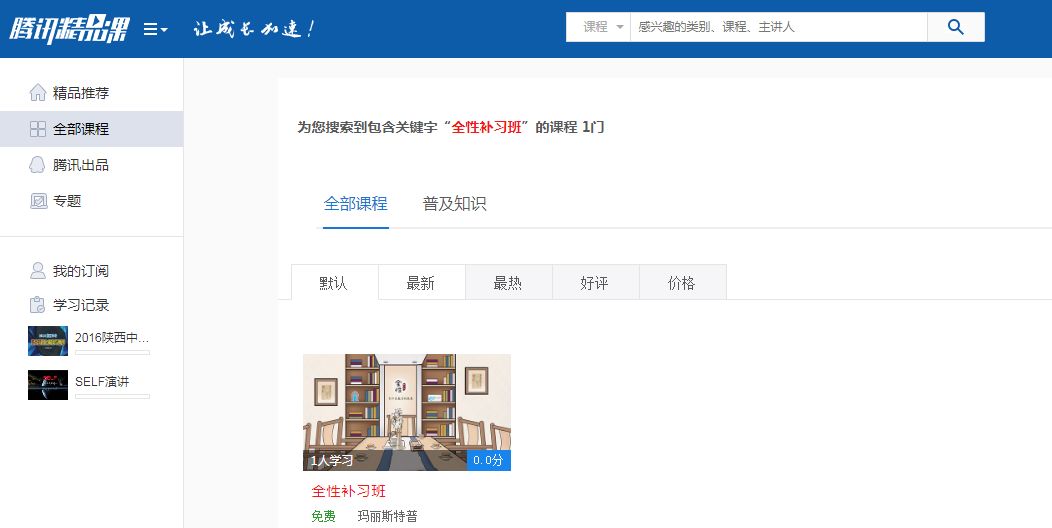 腾讯精品课
让成长加速!
课程
感兴趣的类别、课程、主讲人
精品推荐
全部课程
腾讯出品
专题
我的订阅
学习记录
2016陕西中...
SELF演讲
为您搜索到包含关键字“全性补习班”的课程 1门
全部课程 普及知识
默认 最新 最热 好评 价格
1人学习 0.0分
全性补习班
免费 玛丽斯特普